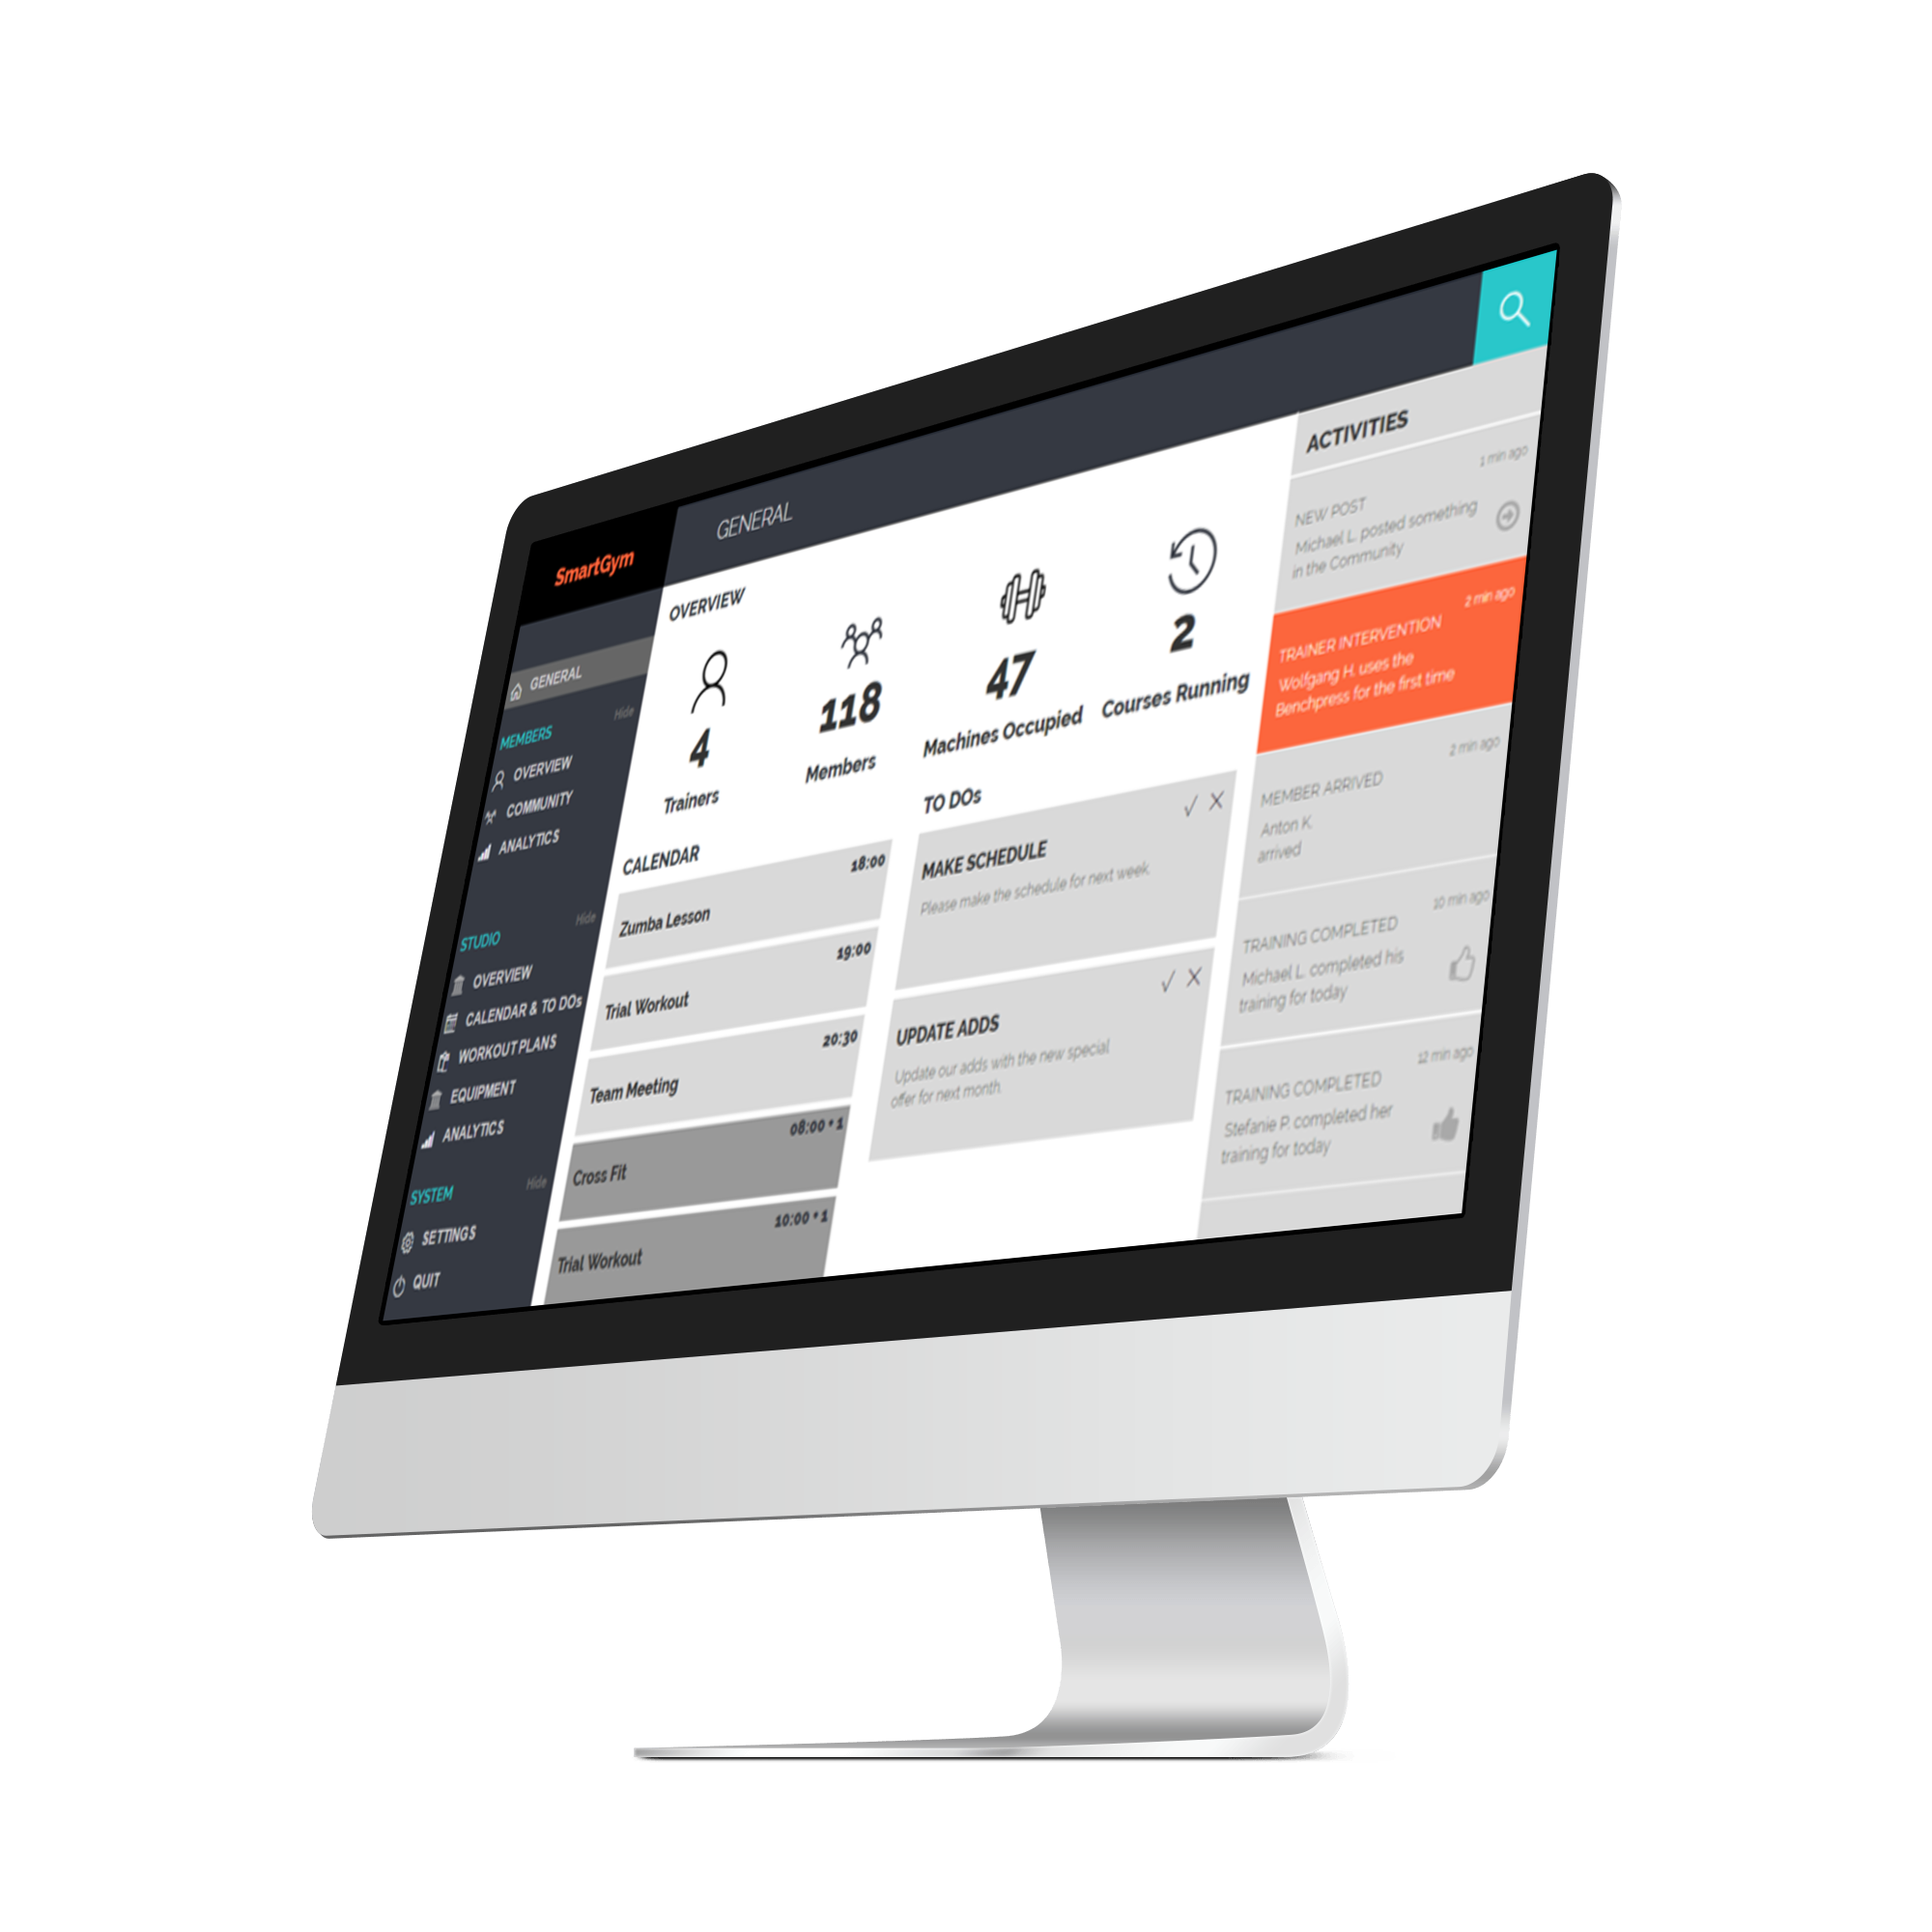 SmartGym
GENERAL
GENERAL
Hide
MEMBERS
OVERVIEW
COMMUNITY
ANALYTICS
Hide
STUDIO
OVERVIEW
CALENDAR & TO DOs
WORKOUT PLANS
EQUIPMENT
ANALYTICS
Hide
SYSTEM
SETTINGS
QUIT
OVERVIEW
4
Trainers
118
Members
47
Machines Occupied
2
Courses Running
CALENDAR
18:00
Zumba Lesson
19:00
Trial Workout
20:30
Team Meeting
08:00 * 1
Cross Fit
10:00 * 1
Trial Workout
TO DOs
MAKE SCHEDULE
Please make the schedule for next week.
UPDATE ADDS
Update our adds with the new special
offer for next month.
ACTIVITIES
1 min ago
NEW POST
Michael L. posted something
in the Community
2 min ago
TRAINER INTERVENTION
Wolfgang H. uses the
Benchpress for the first time
2 min ago
MEMBER ARRIVED
Anton K.
arrived
10 min ago
TRAINING COMPLETED
Michael L. completed his
training for today
12 min ago
TRAINING COMPLETED
Stefanie P. completed her
training for today